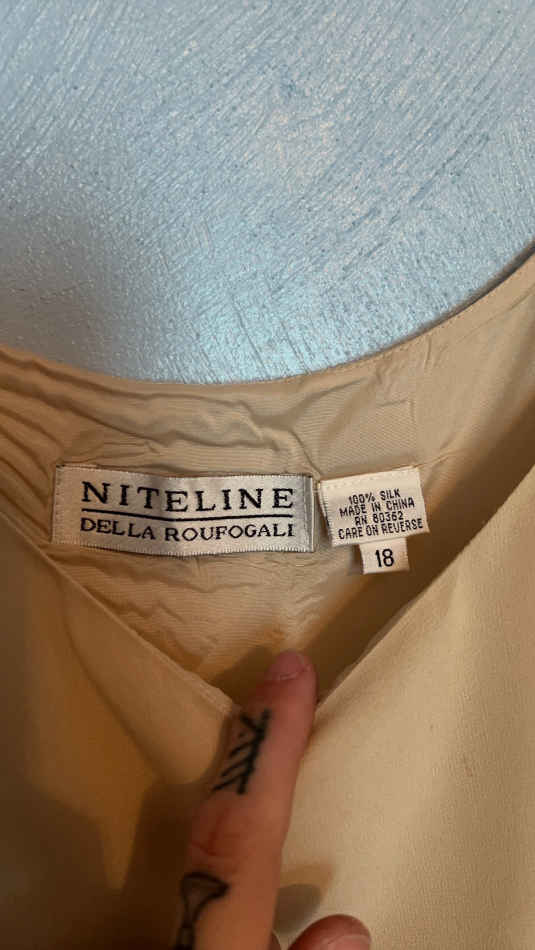 NITELINE
DELLA ROUFOGALI
100% SILK
MADE IN CHINA
RN 80362
CARE ON REVERSE
18